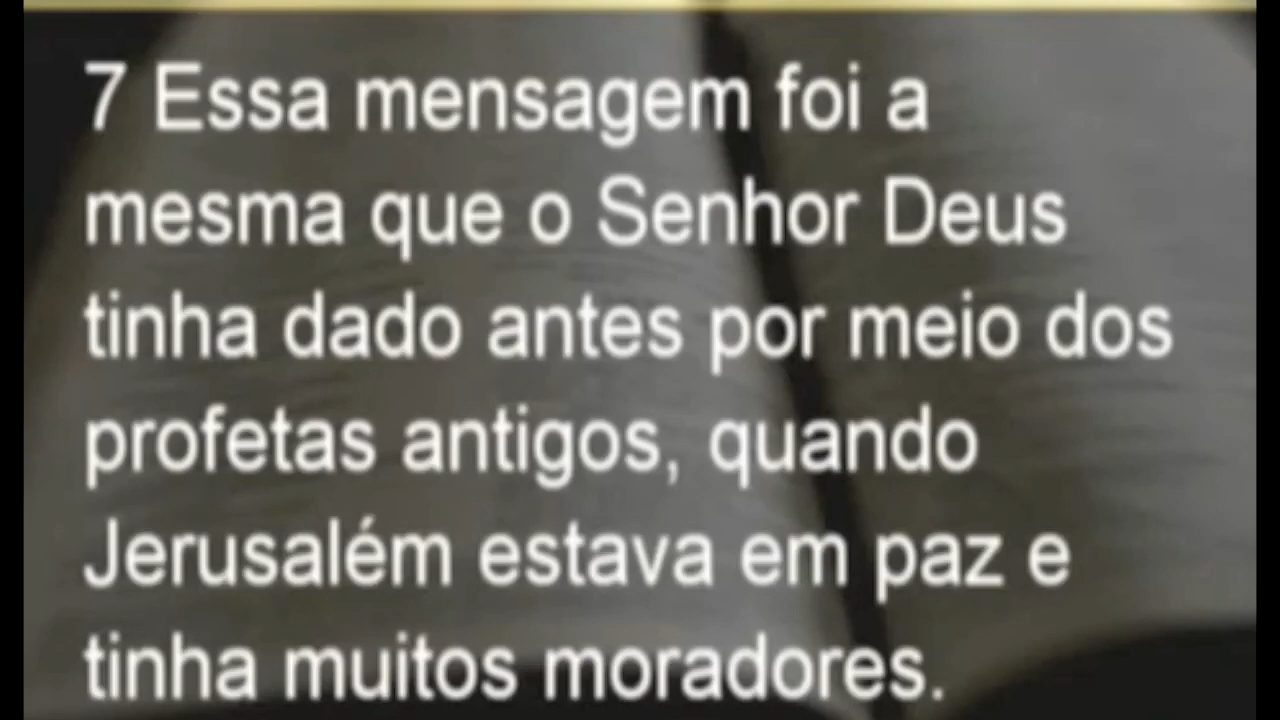 7 Essa mensagem foi a
mesma que o Senhor Deus
tinha dado antes por meio dos
profetas antigos, quando
Jerusalém estava em paz e
tinha muitos moradores.